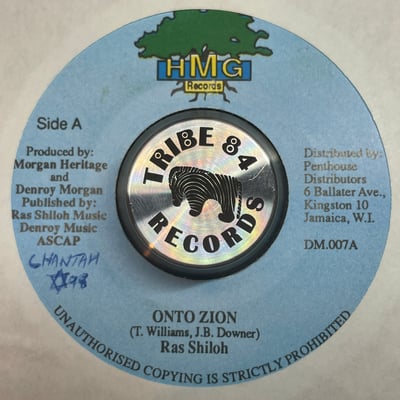 HMG
Records
Side A
Produced by:
Morgan Heritage
and
Denroy Morgan
Published by:
Ras Shiloh Music
Denroy Music
ASCAP
CHANTAH
98
TRIBE 84
RECORDS
Distributed by:
Penthouse
Distributors
6 Ballater Ave.,
Kingston 10
Jamaica, W.I.
DM.007A
ONTO ZION
(T. Williams, J.B. Downer)
Ras Shiloh
UNAUTHORISED COPYING IS STRICTLY PROHIBITED